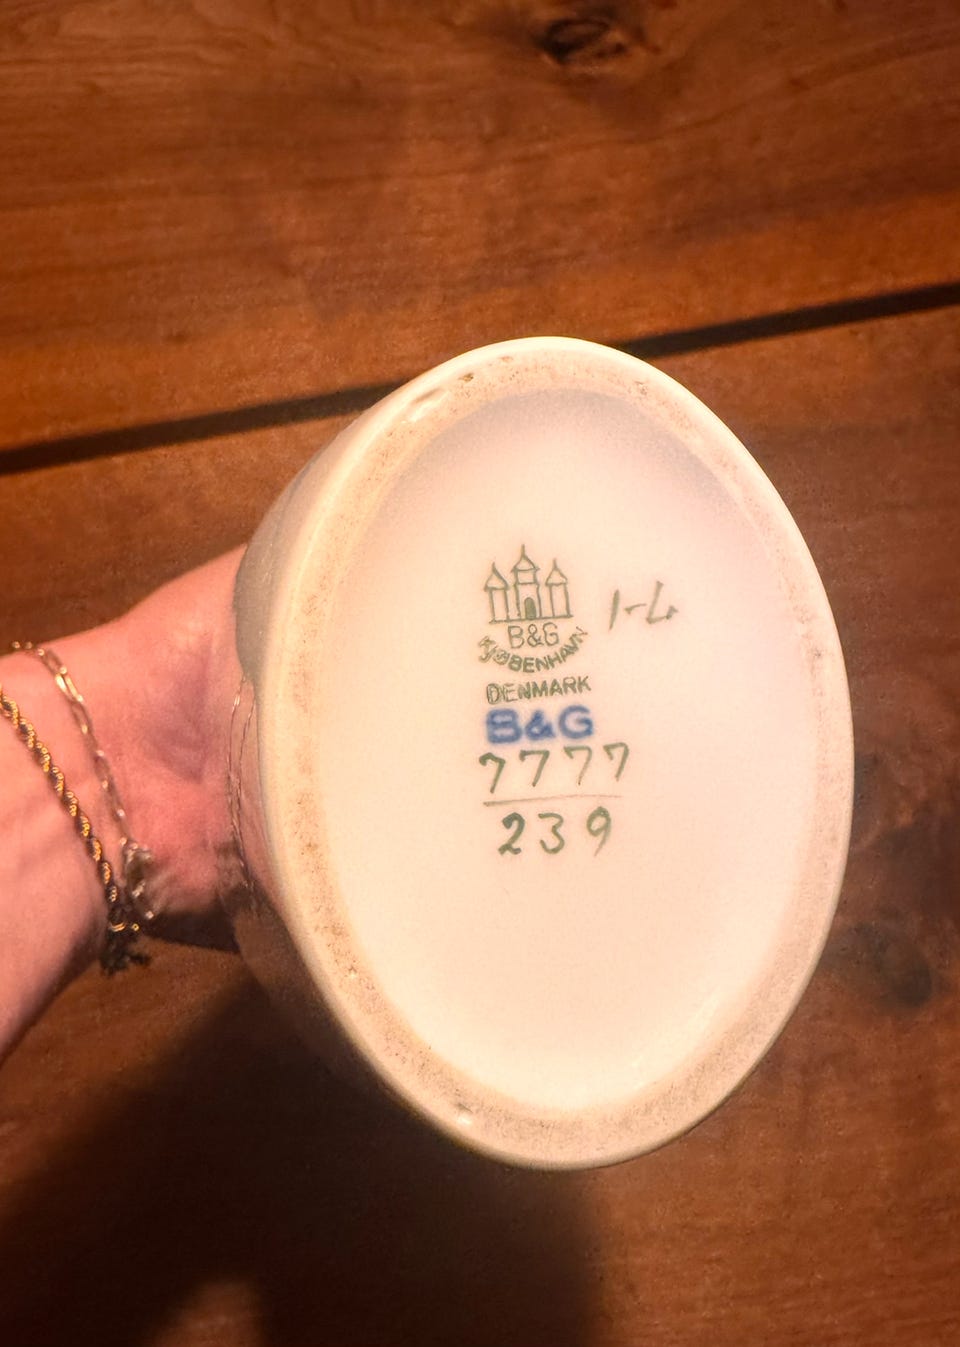 B&G
KJØBENHAVN
DENMARK
B&G
7777
239
1-4